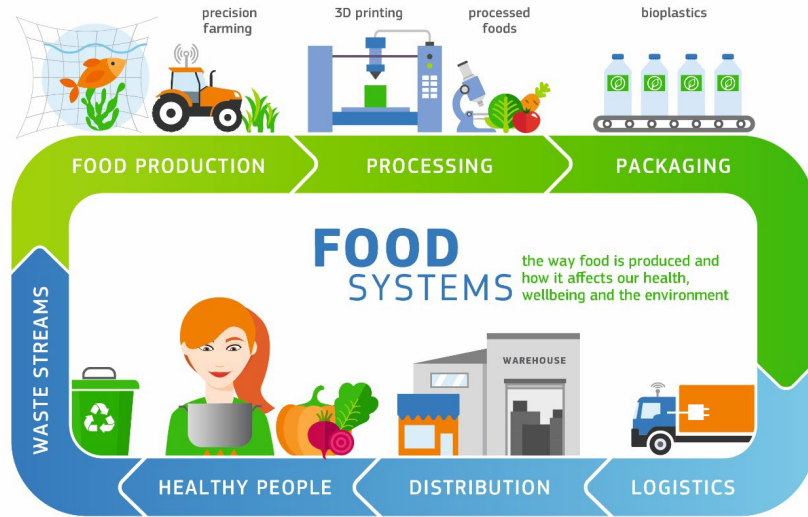 precision
farming
3D printing
processed
foods
bioplastics
FOOD PRODUCTION
PROCESSING
PACKAGING
FOOD
SYSTEMS
the way food is produced and
how it affects our health,
wellbeing and the environment
WAREHOUSE
LOGISTICS
DISTRIBUTION
HEALTHY PEOPLE
WASTE STREAMS